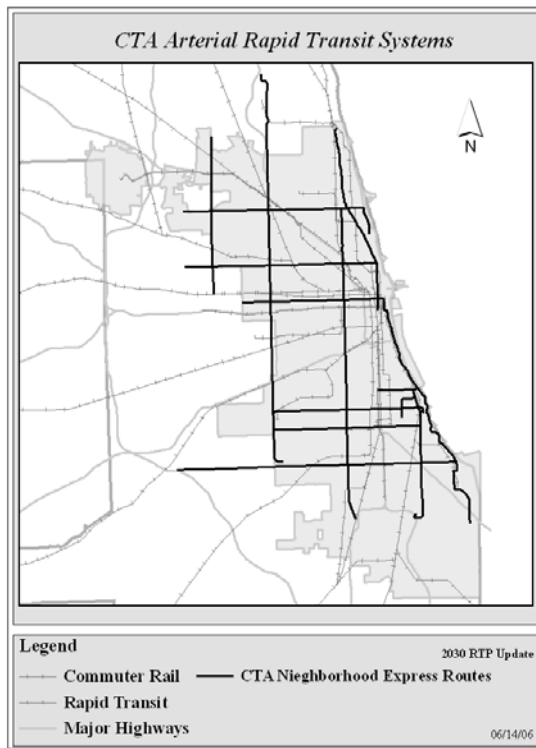 CTA Arterial Rapid Transit Systems
N
Legend
2030 RTP Update
Commuter Rail
CTA Nieghborhood Express Routes
Rapid Transit
Major Highways
06/14/06